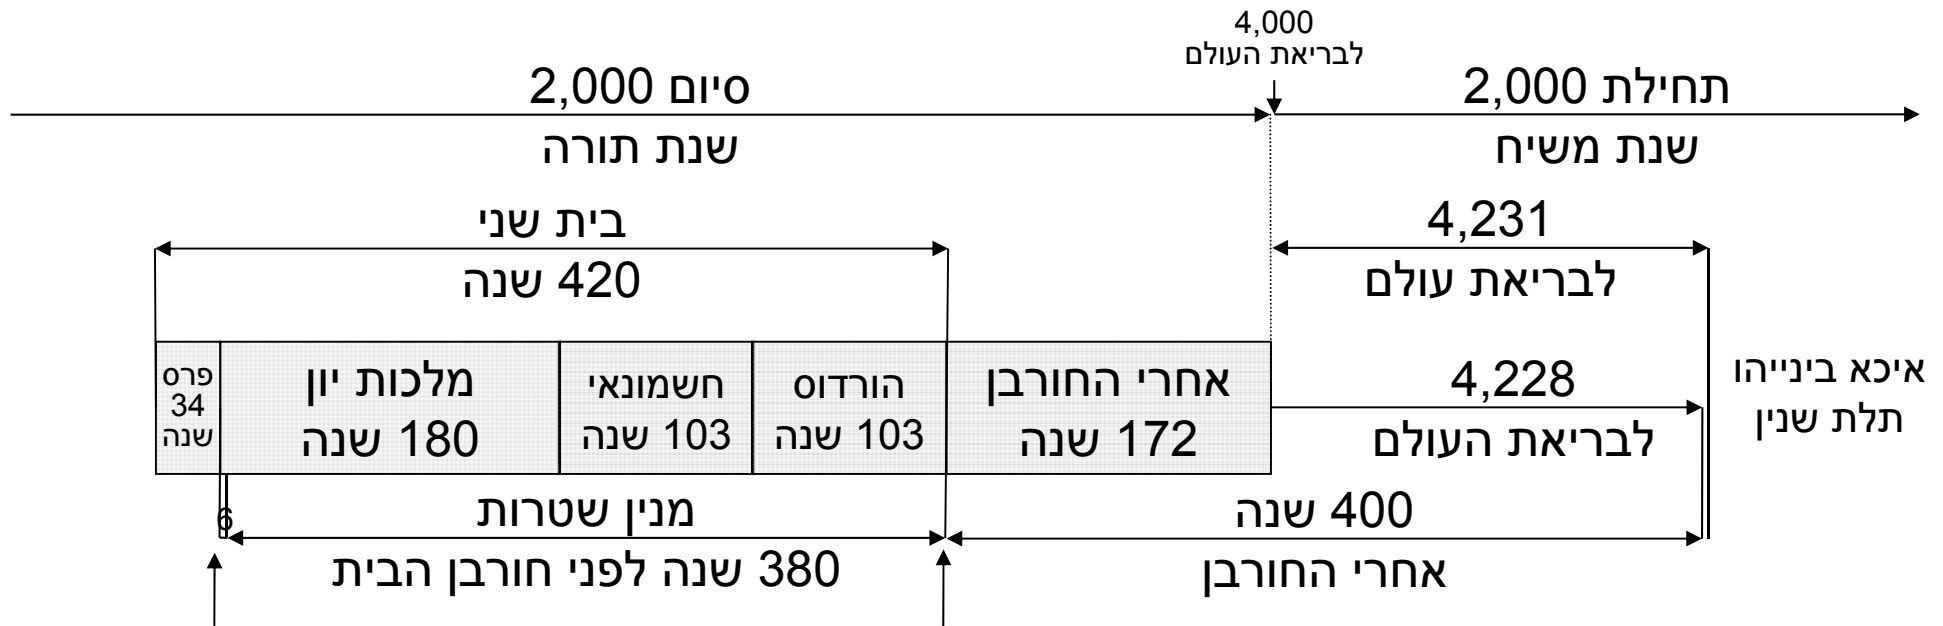 4,000
לבריאת העולם
סיום 2,000
שנת תורה
תחילת 2,000
שנת משיח
בית שני
420 שנה
4,231
לבריאת עולם
פרס
34
שנה
מלכות יון
180 שנה
חשמונאי
103 שנה
הורדוס
103 שנה
אחרי החורבן
172 שנה
4,228
לבריאת העולם
איכא בינייהו
תלת שנין
6
מנין שטרות
380 שנה לפני חורבן הבית
400 שנה
אחרי החורבן